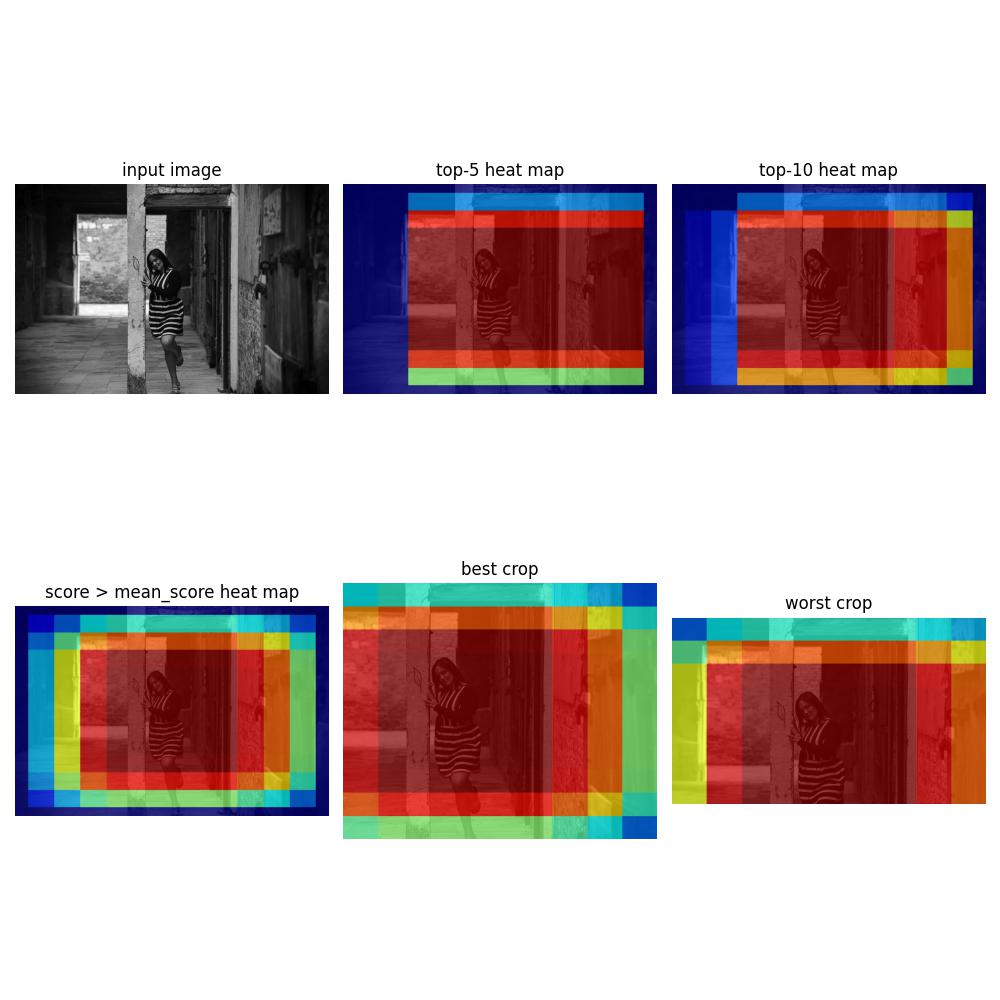 input image
top-5 heat map
top-10 heat map
score > mean_score heat map
best crop
worst crop